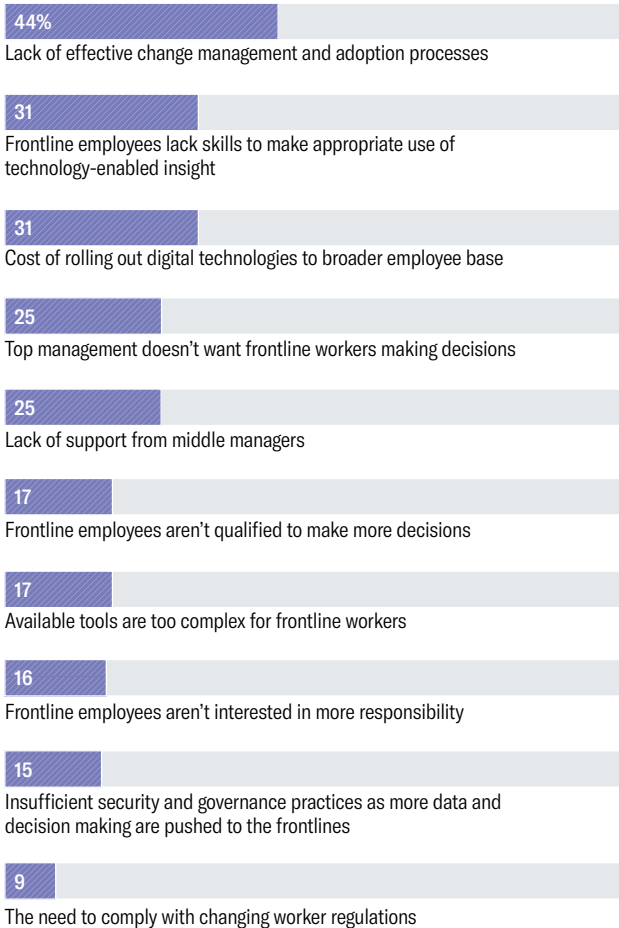 44%
Lack of effective change management and adoption processes
31
Frontline employees lack skills to make appropriate use of
technology-enabled insight
31
Cost of rolling out digital technologies to broader employee base
25
Top management doesn’t want frontline workers making decisions
25
Lack of support from middle managers
17
Frontline employees aren’t qualified to make more decisions
17
Available tools are too complex for frontline workers
16
Frontline employees aren’t interested in more responsibility
15
Insufficient security and governance practices as more data and
decision making are pushed to the frontlines
9
The need to comply with changing worker regulations